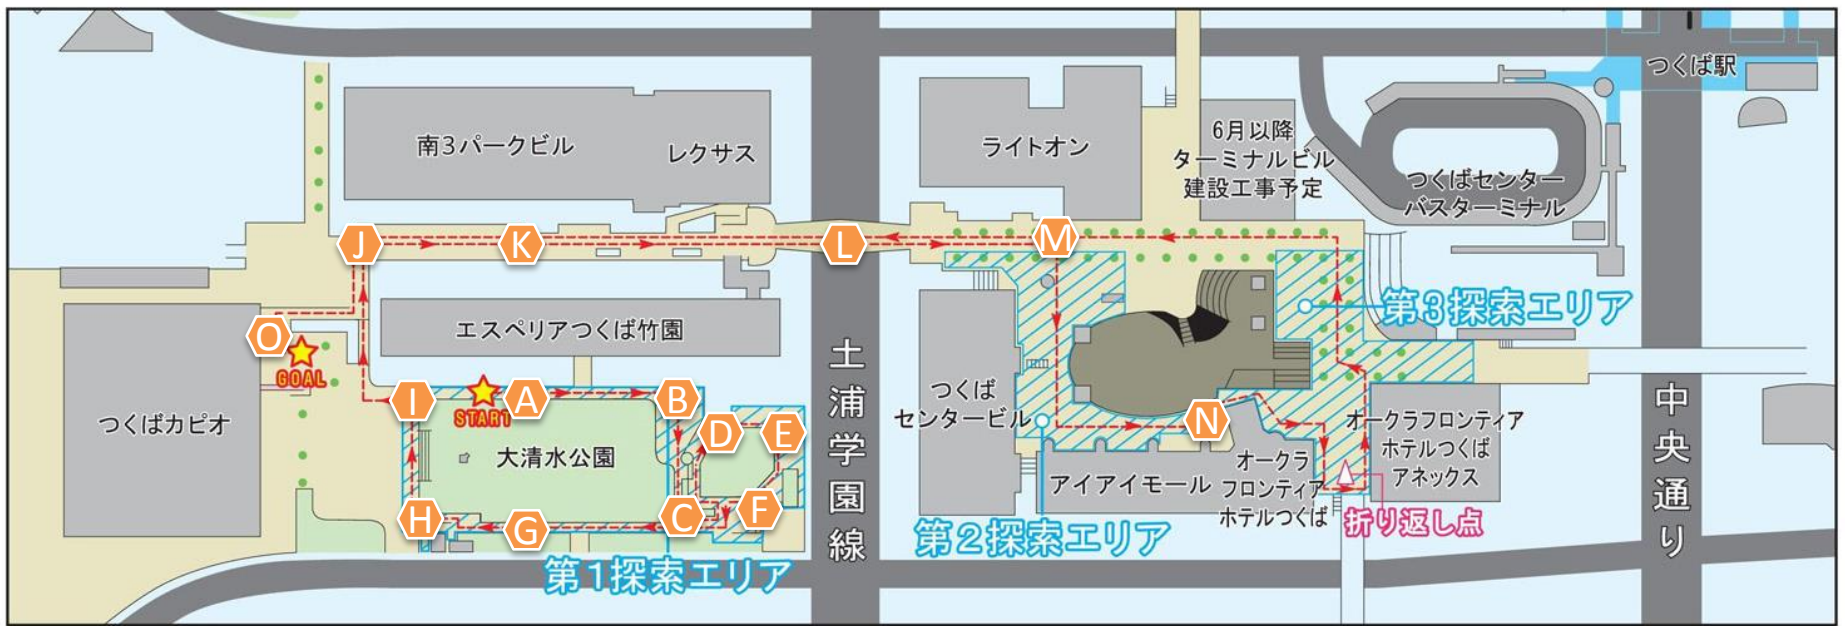 つくば駅
南3パークビル
レクサス
ライトオン
6月以降
ターミナルビル
建設工事予定
つくばセンター
バスターミナル
J
K
L
M
O
GOAL
エスペリアつくば竹園
第3探索エリア
つくばカピオ
I
START
A
B
D
E
大清水公園
H
G
C
F
第1探索エリア
土浦学園線
つくば
センタービル
N
アイアイモール
オークラ
フロンティア
ホテルつくば
オークラフロンティア
ホテルつくば
アネックス
第2探索エリア
折り返し点
中央通り